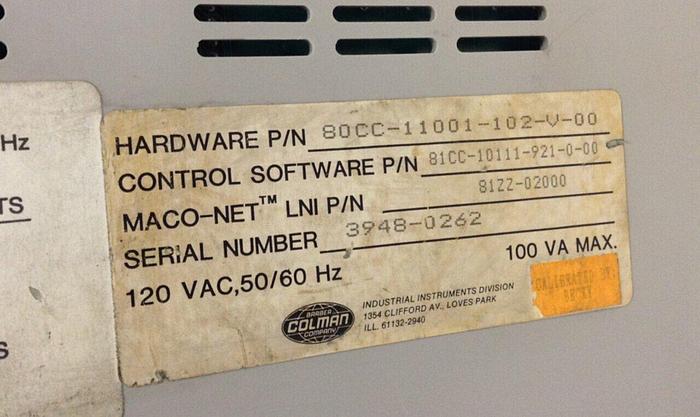 Hz
TS
S
HARDWARE P/N 80CC-11001-102-V-00
CONTROL SOFTWARE P/N 81CC-10111-921-0-00
MACO-NET™ LNI P/N 81ZZ-02000
SERIAL NUMBER 3948-0262
120 VAC,50/60 Hz 100 VA MAX.
BARBER
COLMAN
COMPANY
INDUSTRIAL INSTRUMENTS DIVISION
1354 CLIFFORD AV., LOVES PARK
ILL. 61132-2940
CALIBRATED BY:
BECKY